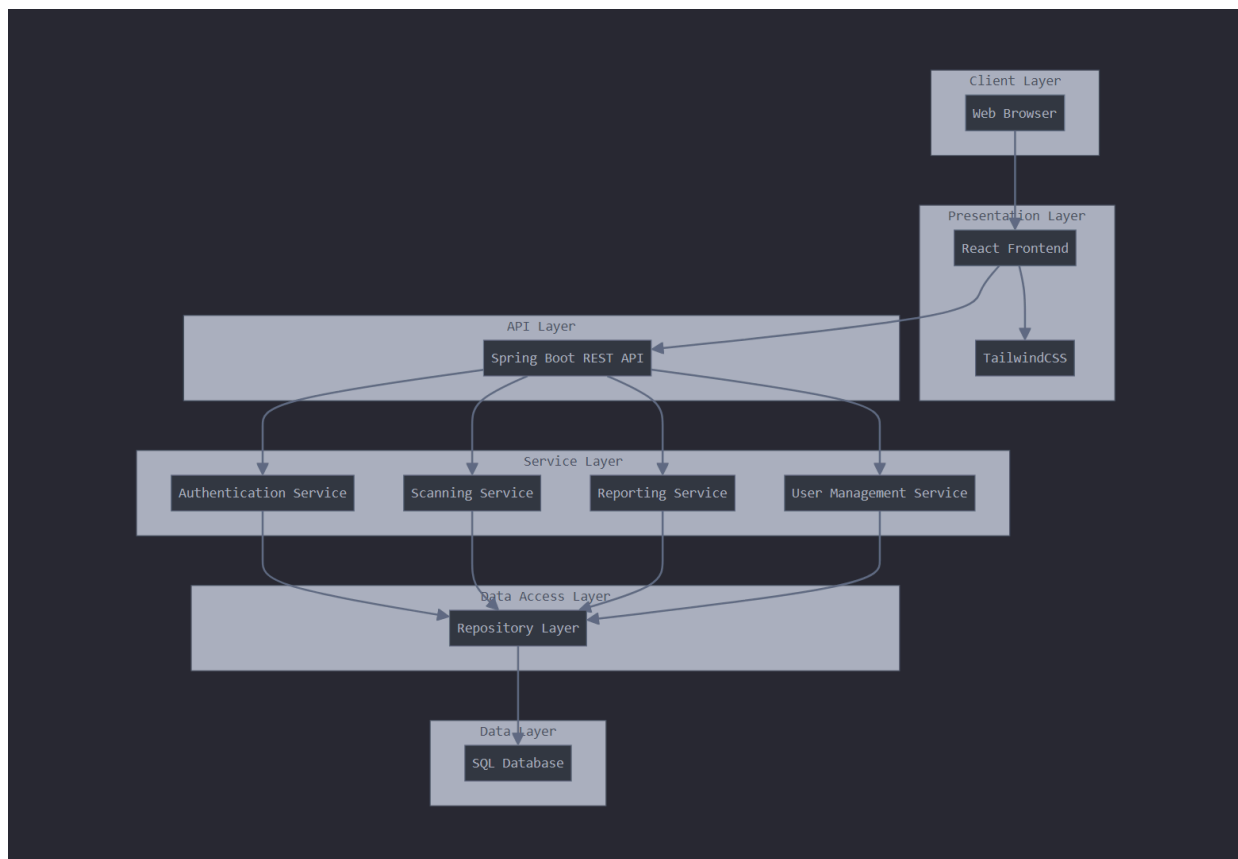 Client Layer
Web Browser
Presentation Layer
React Frontend
API Layer
Spring Boot REST API
TailwindCSS
Service Layer
Authentication Service
Scanning Service
Reporting Service
User Management Service
Data Access Layer
Repository Layer
Data Layer
SQL Database